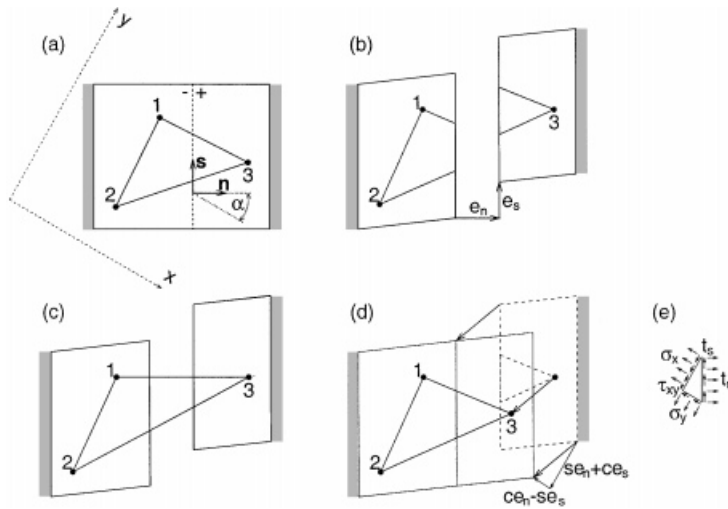 (a)
y
- +
1
s
3
n
2
α
x
(b)
1
3
2
e_n
e_s
(c)
1
3
2
(d)
1
3
2
se_n+ce_s
ce_n-se_s
(e)
t_s
σ_x
τ_xy
σ_y